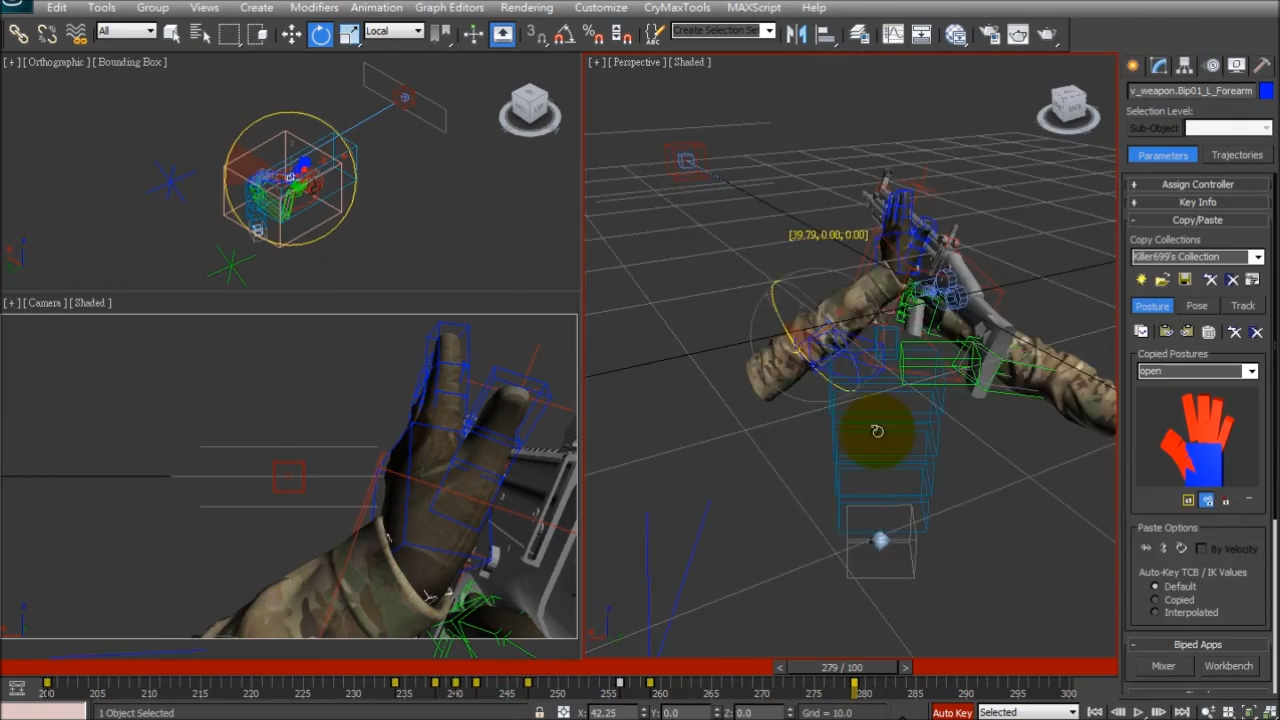 Edit Tools Group Views Create Modifiers Animation Graph Editors Rendering Customize CryMaxTools MAXScript Help
All Local 3 Create Selection Se
[ + ] [ Orthographic ] [ Bounding Box ]
[ + ] [ Perspective ] [ Shaded ]
v_weapon.Bip01_L_Forearm
Selection Level:
Sub-Object
Parameters Trajectories
+ Assign Controller
+ Key Info
- Copy/Paste
Copy Collections
Killer699's Collection
[39.79, 0.00, 0.00]
[ + ] [ Camera ] [ Shaded ]
Posture Pose Track
Copied Postures
open
Paste Options
By Velocity
Auto-Key TCB / IK Values
Default
Copied
Interpolated
- Biped Apps
Mixer Workbench
< 279 / 100 >
200 205 210 215 220 225 230 235 240 245 250 255 260 265 270 275 280 285 290 295 300
1 Object Selected X: 42.25 Y: 0.0 Z: 0.0 Grid = 10.0 Auto Key Selected